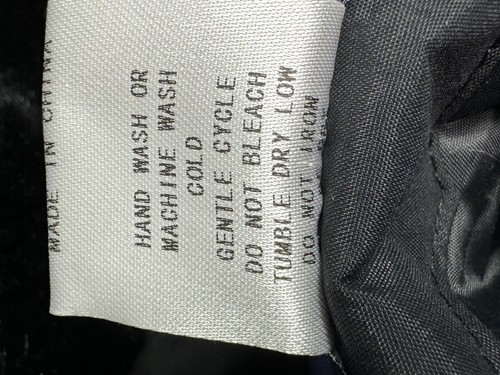 MADE IN CHINA
HAND WASH OR
MACHINE WASH
COLD
GENTLE CYCLE
DO NOT BLEACH
TUMBLE DRY LOW
DO NOT IRON